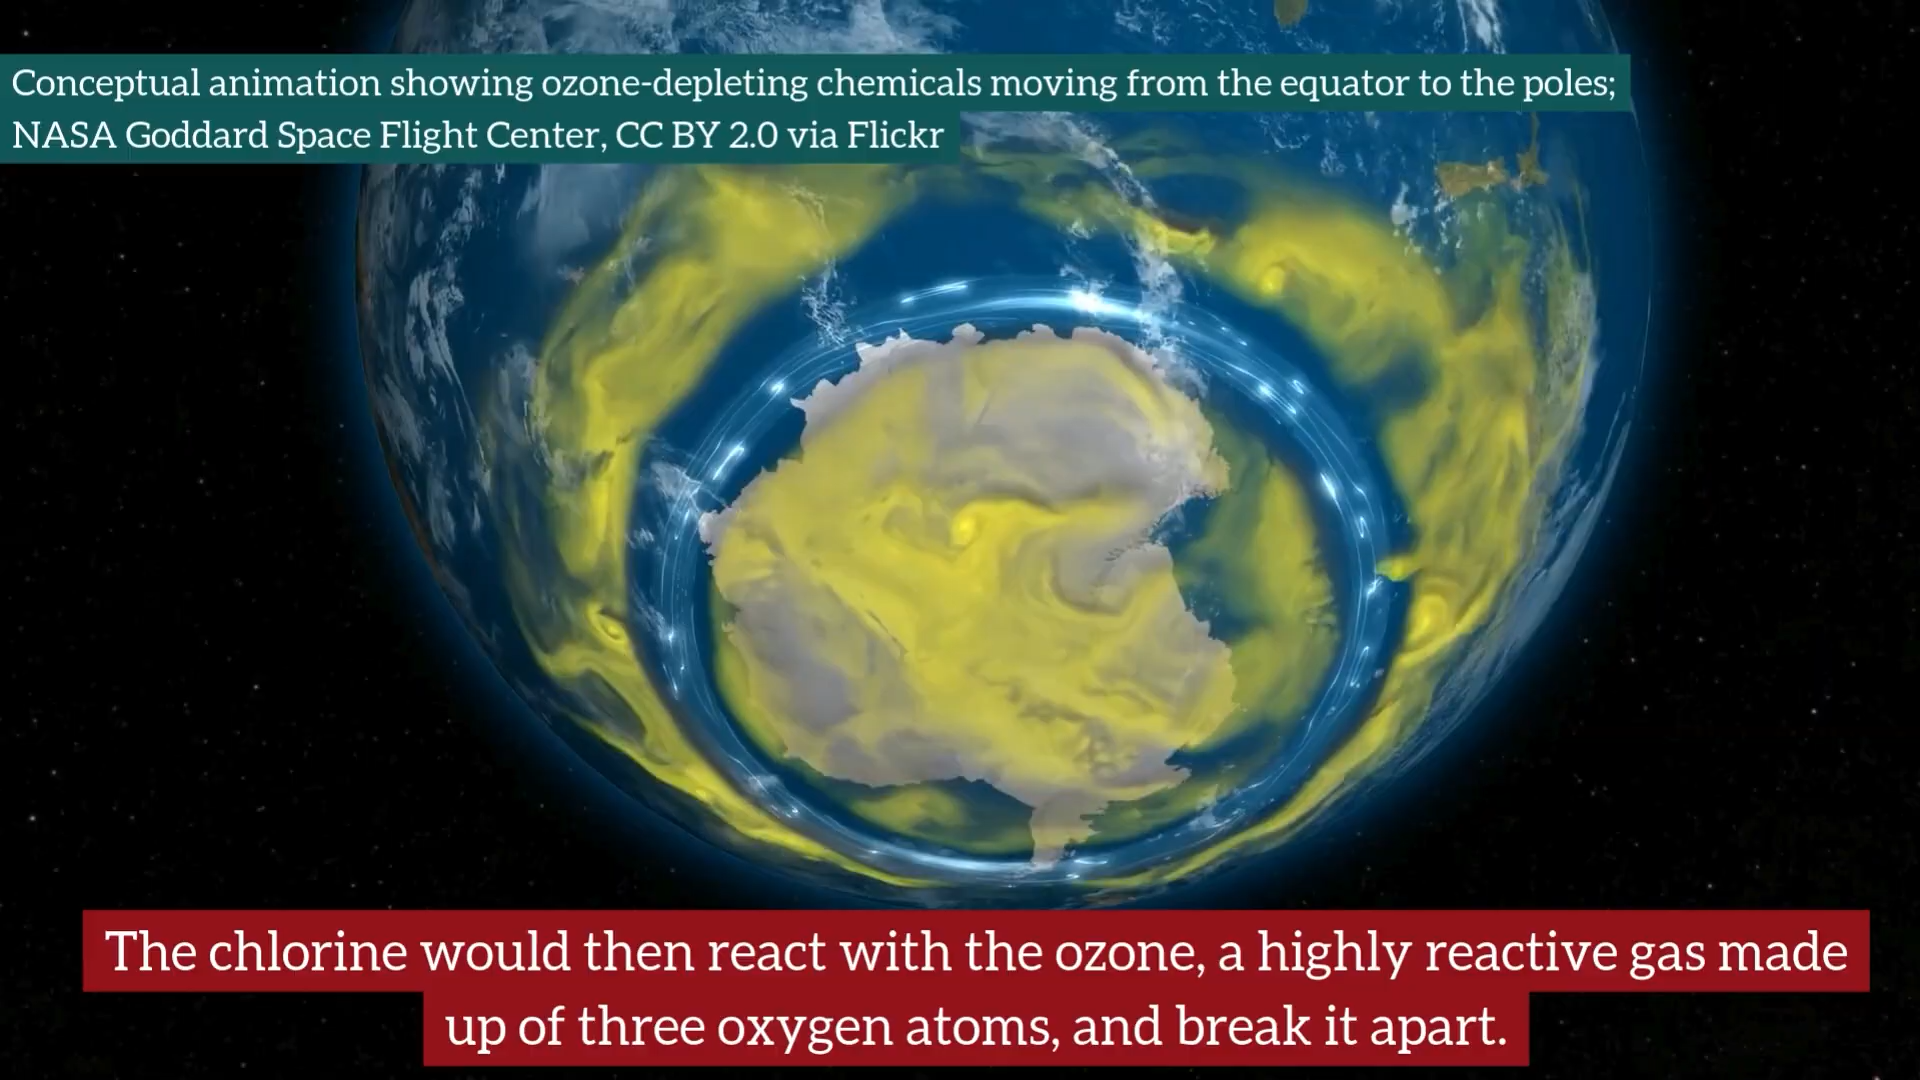 Conceptual animation showing ozone-depleting chemicals moving from the equator to the poles;
NASA Goddard Space Flight Center, CC BY 2.0 via Flickr
The chlorine would then react with the ozone, a highly reactive gas made
up of three oxygen atoms, and break it apart.